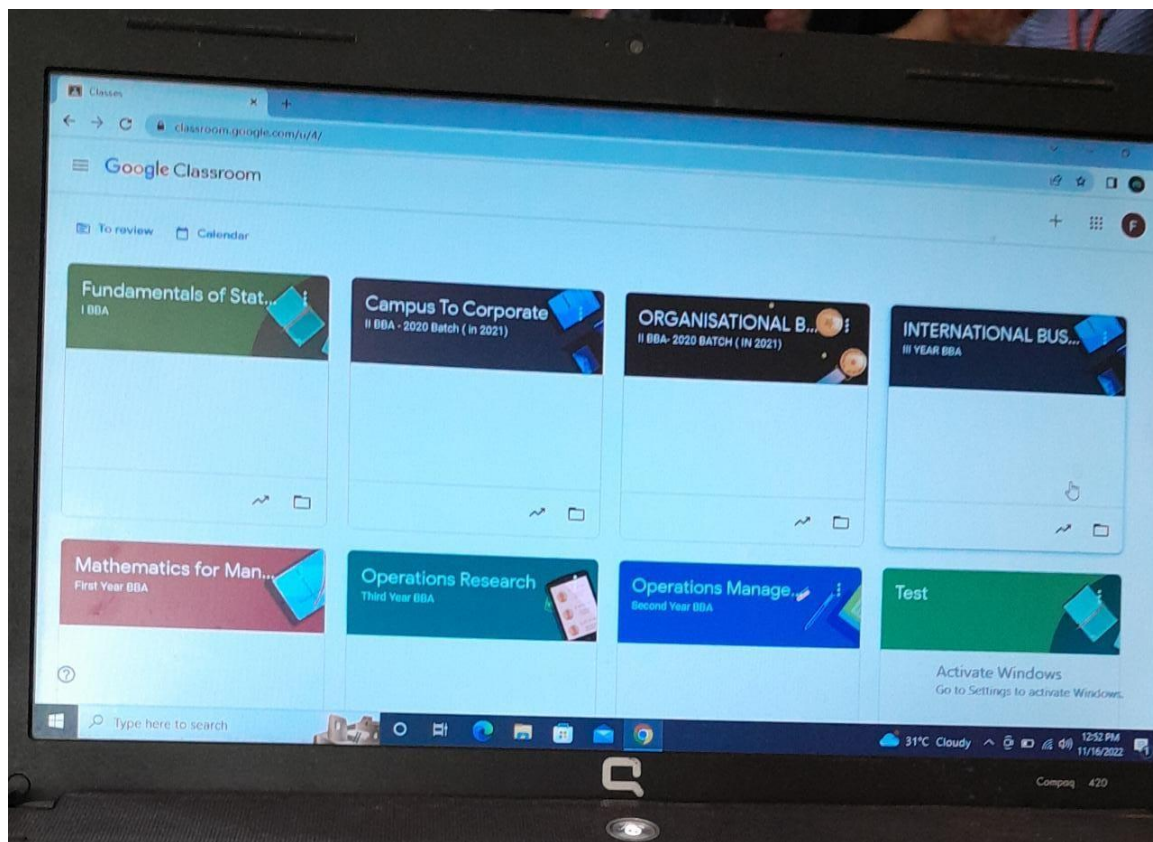 Classes
classroom.google.com/u/4/
Google Classroom
F
To review Calendar
Fundamentals of Stat...
I BBA
Campus To Corporate
II BBA - 2020 Batch ( in 2021)
ORGANISATIONAL B...
II BBA- 2020 BATCH ( IN 2021)
INTERNATIONAL BUS...
III YEAR BBA
Mathematics for Man...
First Year BBA
Operations Research
Third Year BBA
Operations Manage...
Second Year BBA
Test
Activate Windows
Go to Settings to activate Windows.
Type here to search
31°C Cloudy
12:52 PM
11/16/2022
Compaq 420